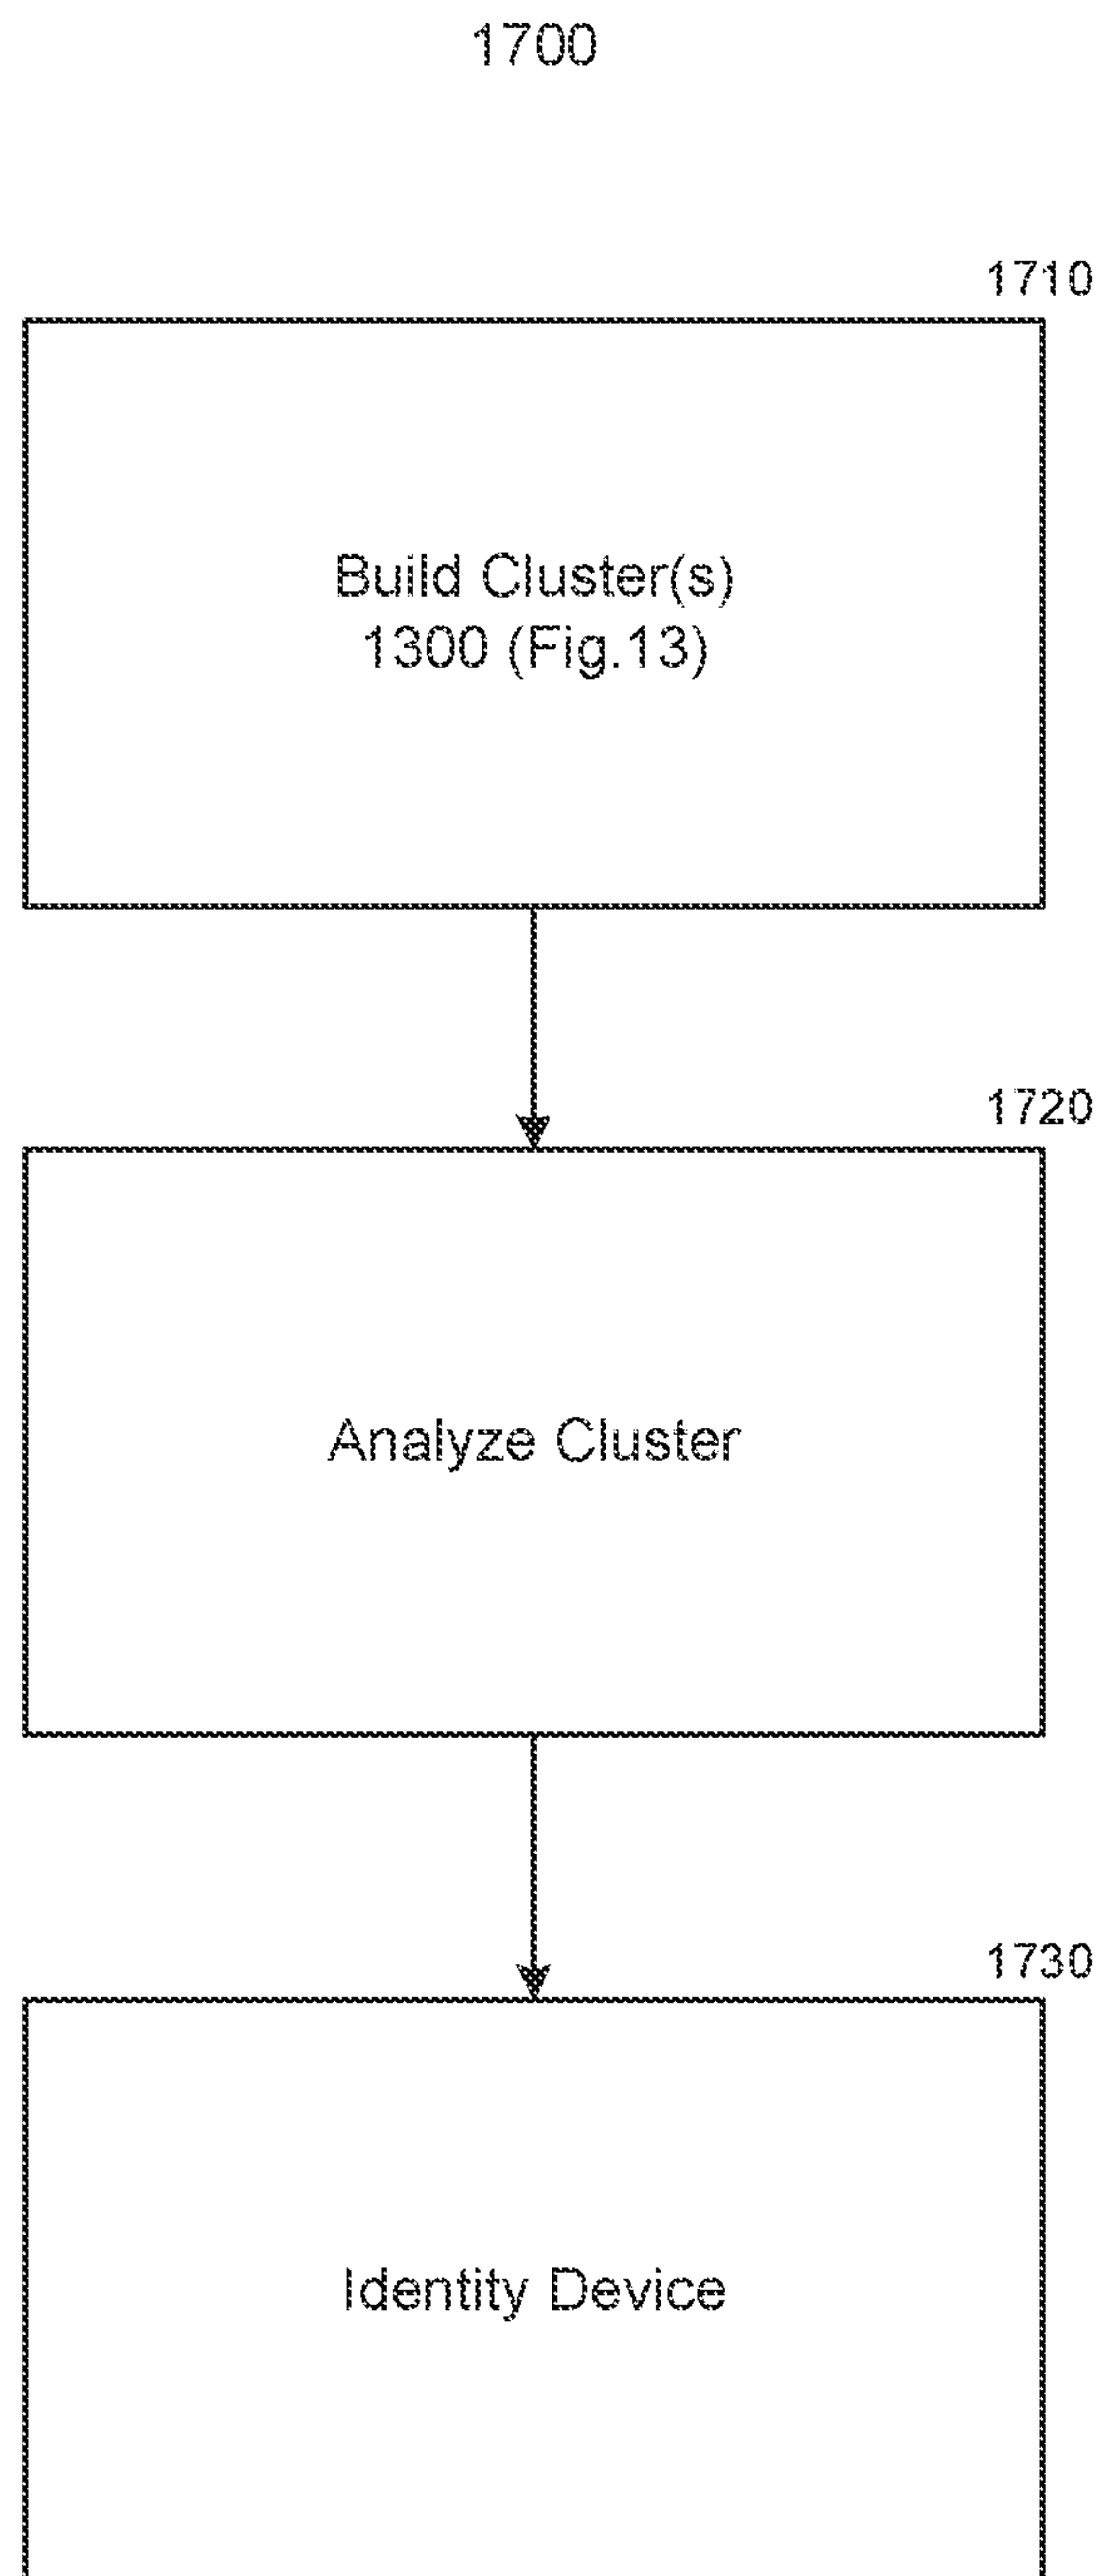 1700
1710
Build Cluster(s)
1300 (Fig.13)
1720
Analyze Cluster
1730
Identity Device